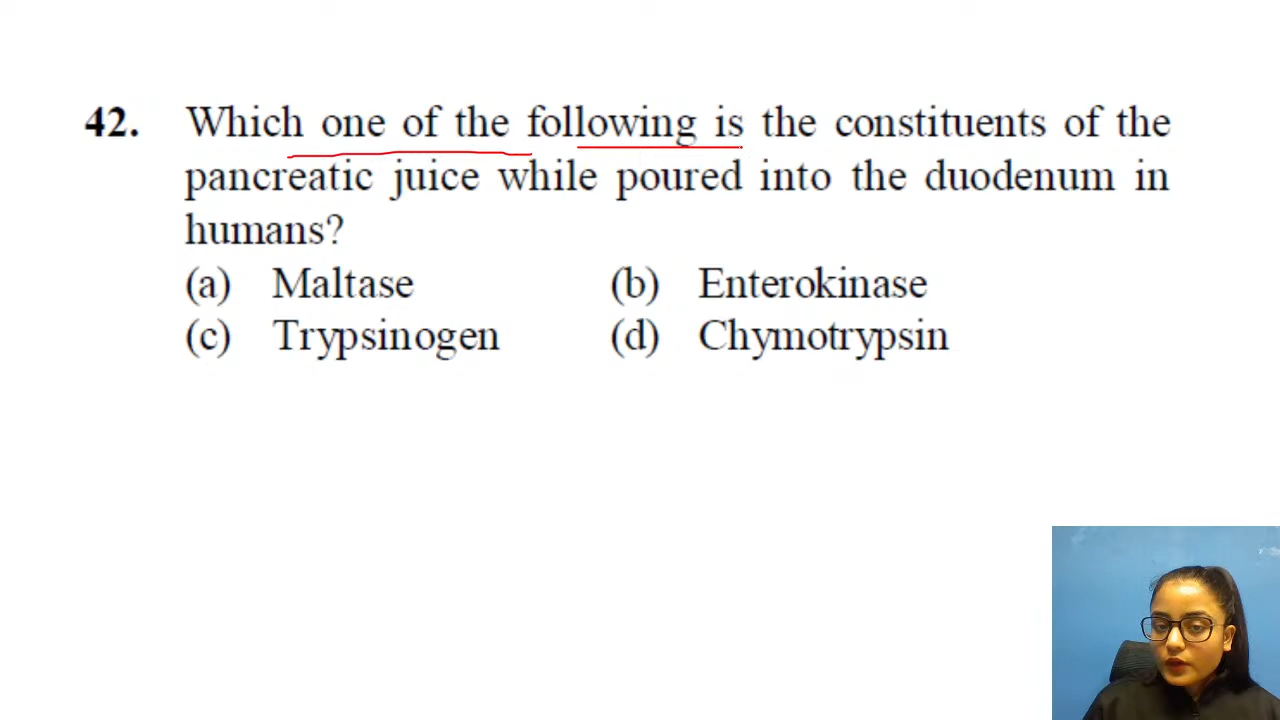 42. Which one of the following is the constituents of the
pancreatic juice while poured into the duodenum in
humans?
(a) Maltase (b) Enterokinase
(c) Trypsinogen (d) Chymotrypsin